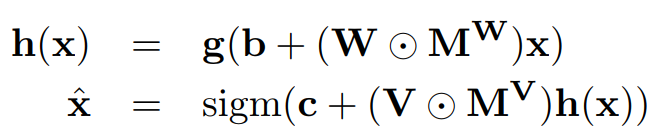 h(x) = g(b + (W ⊙ M^W)x)
x̂ = sigm(c + (V ⊙ M^V)h(x))